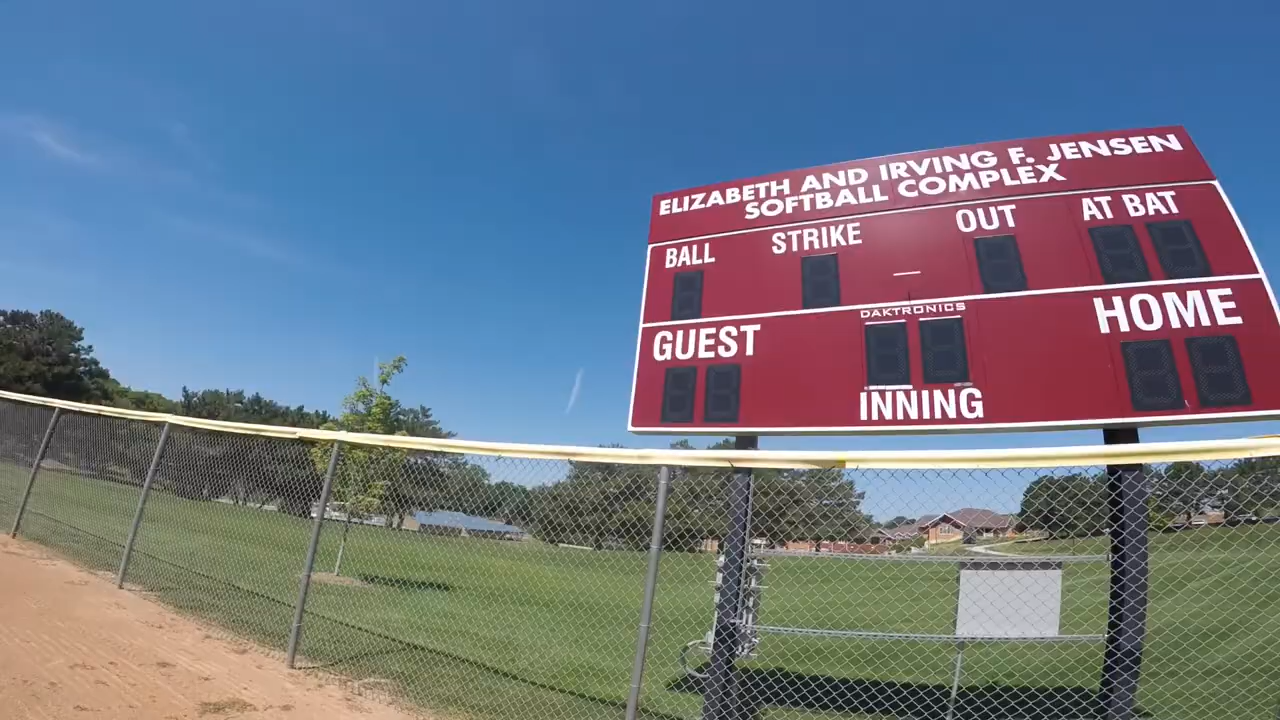 ELIZABETH AND IRVING F. JENSEN
SOFTBALL COMPLEX
BALL STRIKE OUT AT BAT
DAKTRONICS
GUEST HOME
INNING